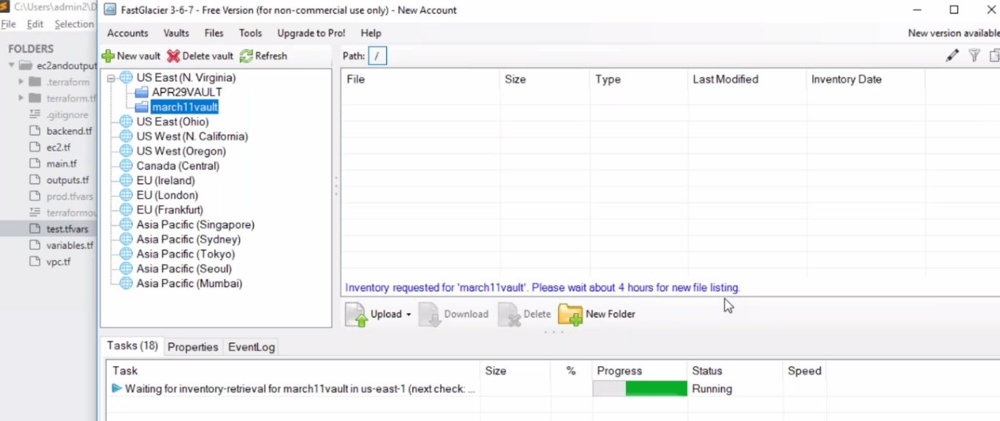 C:\Users\admin2\D
File Edit Selection
FOLDERS
ec2andoutput
.terraform
terraform.tf
.gitignore
backend.tf
ec2.tf
main.tf
outputs.tf
prod.tfvars
terraformou
test.tfvars
variables.tf
vpc.tf
FastGlacier 3-6-7 - Free Version (for non-commercial use only) - New Account
Accounts Vaults Files Tools Upgrade to Pro! Help New version available
New vault Delete vault Refresh
US East (N. Virginia)
APR29VAULT
march11vault
US East (Ohio)
US West (N. California)
US West (Oregon)
Canada (Central)
EU (Ireland)
EU (London)
EU (Frankfurt)
Asia Pacific (Singapore)
Asia Pacific (Sydney)
Asia Pacific (Tokyo)
Asia Pacific (Seoul)
Asia Pacific (Mumbai)
Path: /
File Size Type Last Modified Inventory Date
Inventory requested for 'march11vault'. Please wait about 4 hours for new file listing.
Upload Download Delete New Folder
Tasks (18) Properties EventLog
Task Size % Progress Status Speed
Waiting for inventory-retrieval for march11vault in us-east-1 (next check: ... Running